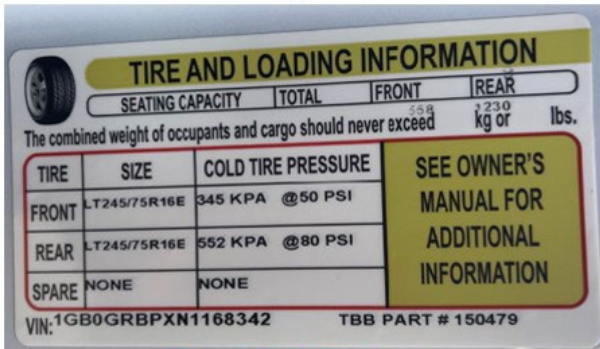 TIRE AND LOADING INFORMATION
SEATING CAPACITY TOTAL FRONT REAR
The combined weight of occupants and cargo should never exceed 558 kg or 1230 lbs.
TIRE SIZE COLD TIRE PRESSURE
FRONT LT245/75R16E 345 KPA @50 PSI
REAR LT245/75R16E 552 KPA @80 PSI
SPARE NONE NONE
SEE OWNER'S
MANUAL FOR
ADDITIONAL
INFORMATION
VIN: 1GB0GRBPXN1168342 TBB PART # 150479